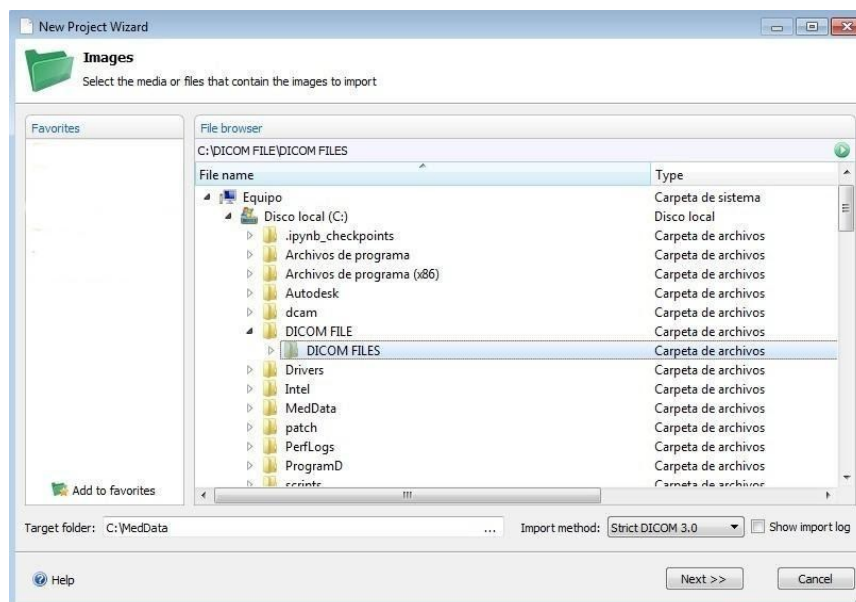 New Project Wizard
Images
Select the media or files that contain the images to import
Favorites
File browser
C:\DICOM FILE\DICOM FILES
File name Type
Equipo Carpeta de sistema
Disco local (C:) Disco local
.ipynb_checkpoints Carpeta de archivos
Archivos de programa Carpeta de archivos
Archivos de programa (x86) Carpeta de archivos
Autodesk Carpeta de archivos
dcam Carpeta de archivos
DICOM FILE Carpeta de archivos
DICOM FILES Carpeta de archivos
Drivers Carpeta de archivos
Intel Carpeta de archivos
MedData Carpeta de archivos
patch Carpeta de archivos
PerfLogs Carpeta de archivos
ProgramD Carpeta de archivos
scripts Carpeta de archivos
Add to favorites
Target folder: C:\MedData ... Import method: Strict DICOM 3.0 Show import log
Help Next >> Cancel